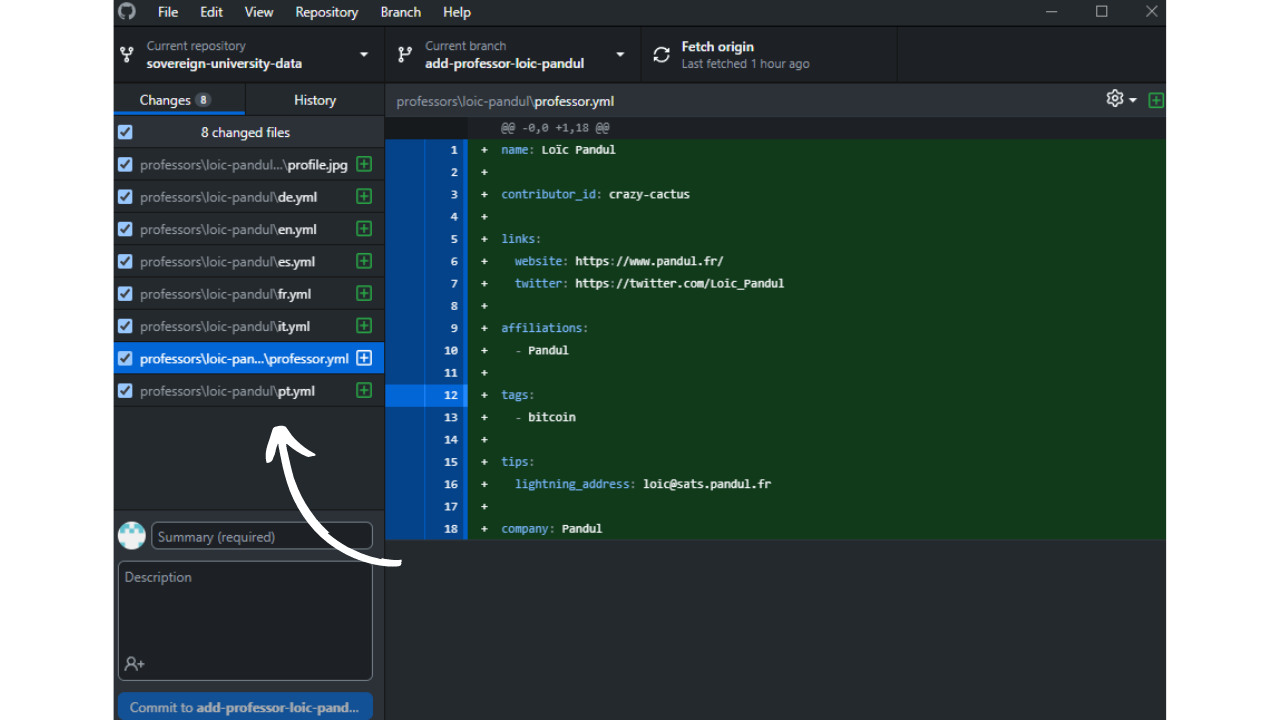 File Edit View Repository Branch Help
Current repository
sovereign-university-data
Current branch
add-professor-loic-pandul
Fetch origin
Last fetched 1 hour ago
Changes 8
History
8 changed files
professors\loic-pandul...\profile.jpg
professors\loic-pandul\de.yml
professors\loic-pandul\en.yml
professors\loic-pandul\es.yml
professors\loic-pandul\fr.yml
professors\loic-pandul\it.yml
professors\loic-pan...\professor.yml
professors\loic-pandul\pt.yml
Summary (required)
Description
Commit to add-professor-loic-pand...
professors\loic-pandul\professor.yml
@@ -0,0 +1,18 @@
1 + name: Loïc Pandul
2 +
3 + contributor_id: crazy-cactus
4 +
5 + links:
6 + website: https://www.pandul.fr/
7 + twitter: https://twitter.com/Loic_Pandul
8 +
9 + affiliations:
10 + - Pandul
11 +
12 + tags:
13 + - bitcoin
14 +
15 + tips:
16 + lightning_address: loic@sats.pandul.fr
17 +
18 + company: Pandul